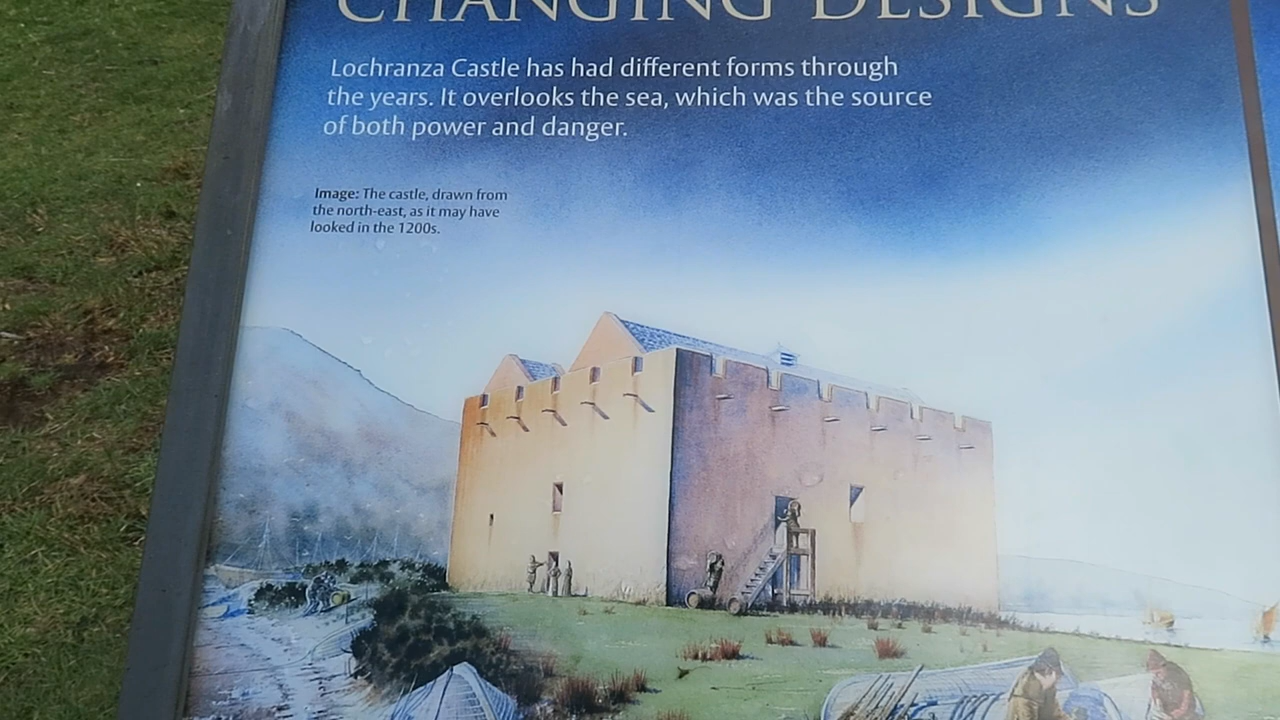 CHANGING DESIGNS
Lochranza Castle has had different forms through
the years. It overlooks the sea, which was the source
of both power and danger.
Image: The castle, drawn from
the north-east, as it may have
looked in the 1200s.